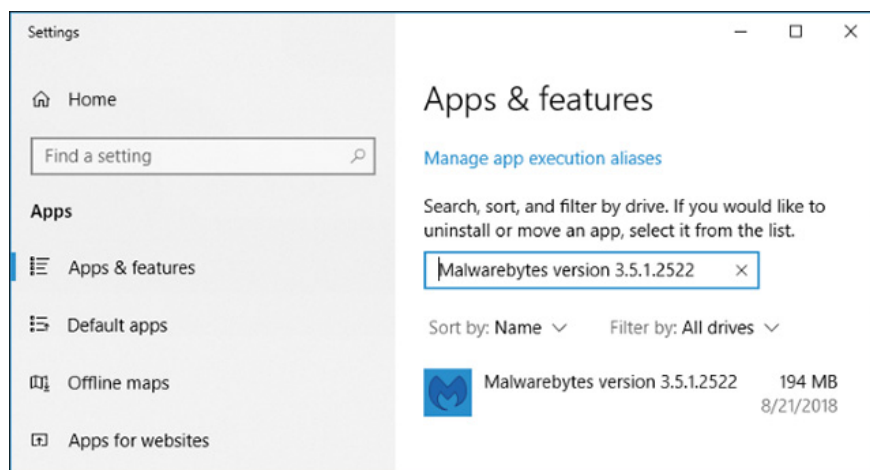 Settings
Home
Find a setting
Apps
Apps & features
Default apps
Offline maps
Apps for websites
Apps & features
Manage app execution aliases
Search, sort, and filter by drive. If you would like to
uninstall or move an app, select it from the list.
Malwarebytes version 3.5.1.2522
Sort by: Name
Filter by: All drives
Malwarebytes version 3.5.1.2522
194 MB
8/21/2018